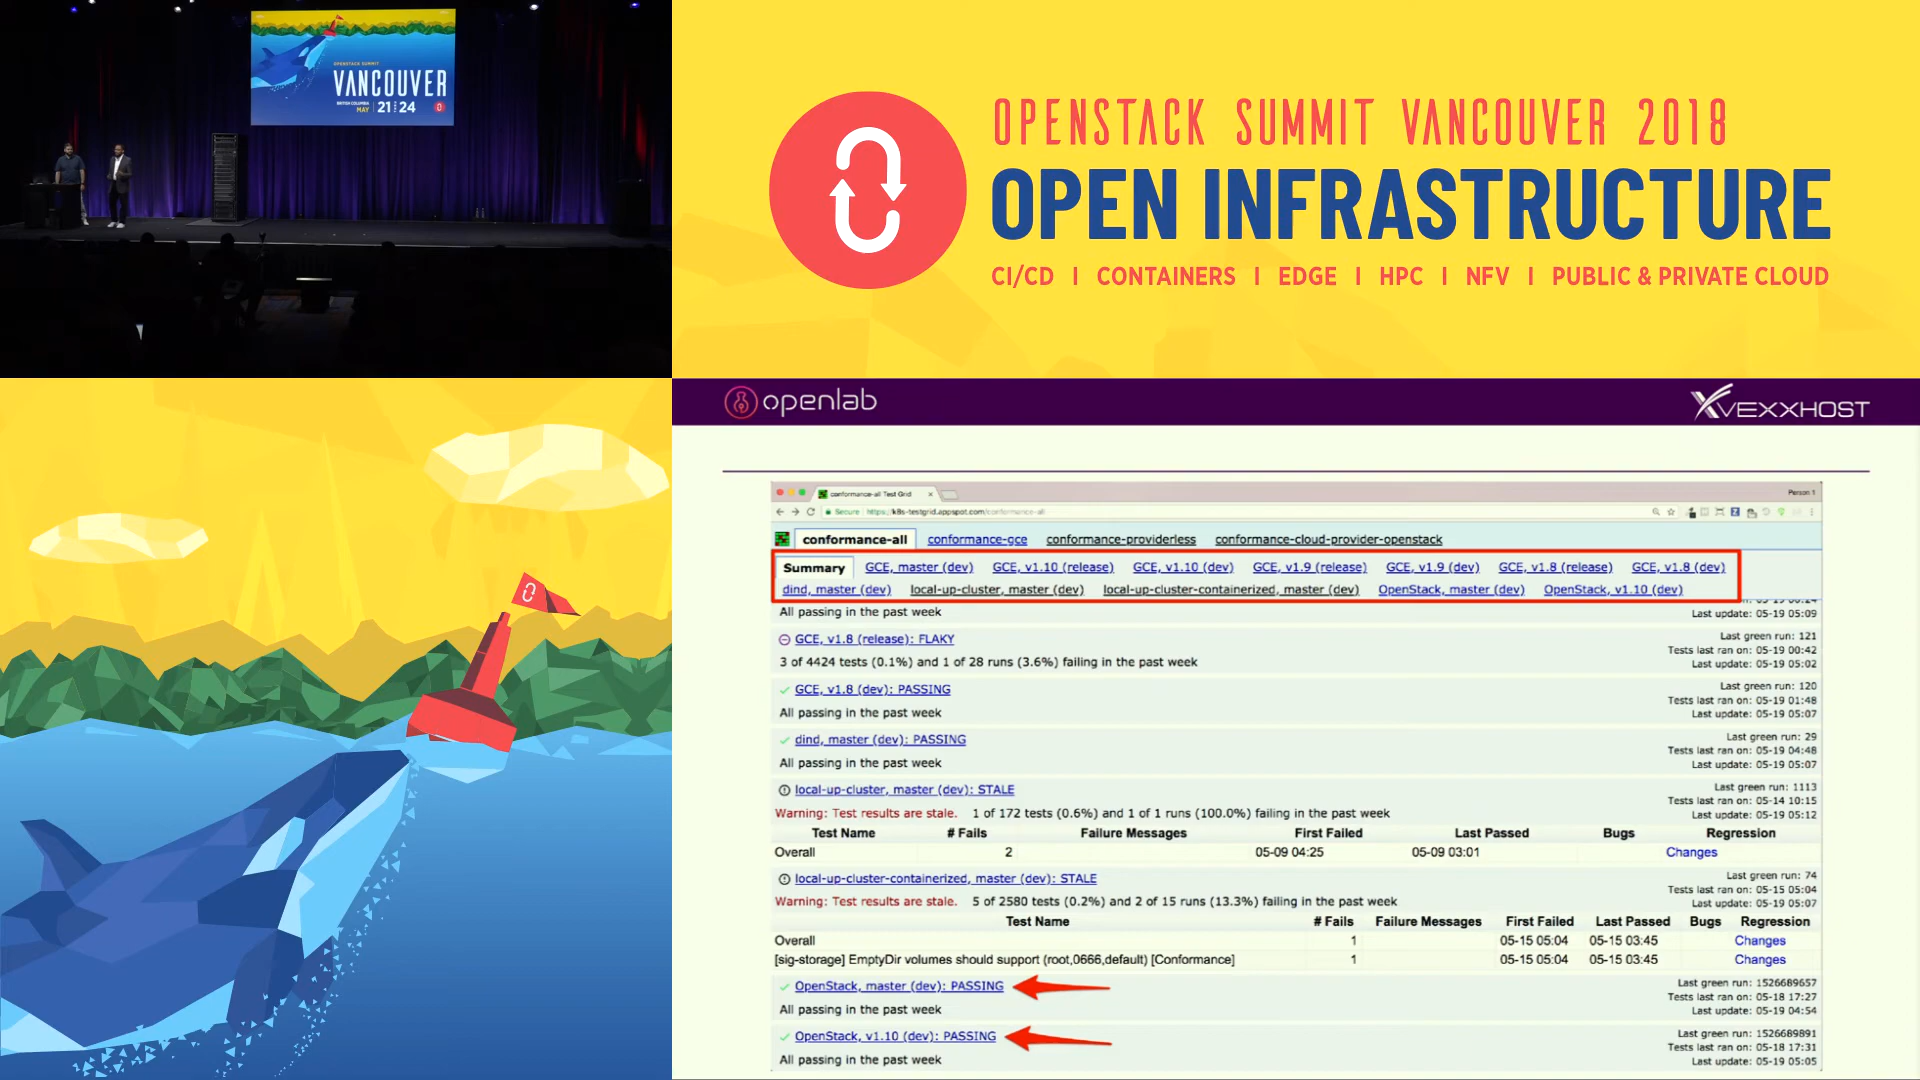 OPENSTACK SUMMIT
VANCOUVER
BRITISH COLUMBIA
MAY
21 24
OPENSTACK SUMMIT VANCOUVER 2018
OPEN INFRASTRUCTURE
CI/CD | CONTAINERS | EDGE | HPC | NFV | PUBLIC & PRIVATE CLOUD
openlab
VEXXHOST
conformance-all Test Grid
Person 1
Secure https://k8s-testgrid.appspot.com/conformance-all
conformance-all conformance-gce conformance-providerless conformance-cloud-provider-openstack
Summary GCE, master (dev) GCE, v1.10 (release) GCE, v1.10 (dev) GCE, v1.9 (release) GCE, v1.9 (dev) GCE, v1.8 (release) GCE, v1.8 (dev)
dind, master (dev) local-up-cluster, master (dev) local-up-cluster-containerized, master (dev) OpenStack, master (dev) OpenStack, v1.10 (dev)
All passing in the past week
Last update: 05-19 05:09
GCE, v1.8 (release): FLAKY
Last green run: 121
Tests last ran on: 05-19 00:42
3 of 4424 tests (0.1%) and 1 of 28 runs (3.6%) failing in the past week
Last update: 05-19 05:02
GCE, v1.8 (dev): PASSING
Last green run: 120
Tests last ran on: 05-19 01:48
All passing in the past week
Last update: 05-19 05:07
dind, master (dev): PASSING
Last green run: 29
Tests last ran on: 05-19 04:48
All passing in the past week
Last update: 05-19 05:07
local-up-cluster, master (dev): STALE
Last green run: 1113
Tests last ran on: 05-14 10:15
Warning: Test results are stale. 1 of 172 tests (0.6%) and 1 of 1 runs (100.0%) failing in the past week
Last update: 05-19 05:12
Test Name # Fails Failure Messages First Failed Last Passed Bugs Regression
Overall 2 05-09 04:25 05-09 03:01 Changes
local-up-cluster-containerized, master (dev): STALE
Last green run: 74
Tests last ran on: 05-15 05:04
Warning: Test results are stale. 5 of 2580 tests (0.2%) and 2 of 15 runs (13.3%) failing in the past week
Last update: 05-19 05:07
Test Name # Fails Failure Messages First Failed Last Passed Bugs Regression
Overall 1 05-15 05:04 05-15 03:45 Changes
[sig-storage] EmptyDir volumes should support (root,0666,default) [Conformance] 1 05-15 05:04 05-15 03:45 Changes
OpenStack, master (dev): PASSING
Last green run: 1526689657
Tests last ran on: 05-18 17:27
All passing in the past week
Last update: 05-19 04:54
OpenStack, v1.10 (dev): PASSING
Last green run: 1526689891
Tests last ran on: 05-18 17:31
All passing in the past week
Last update: 05-19 05:05